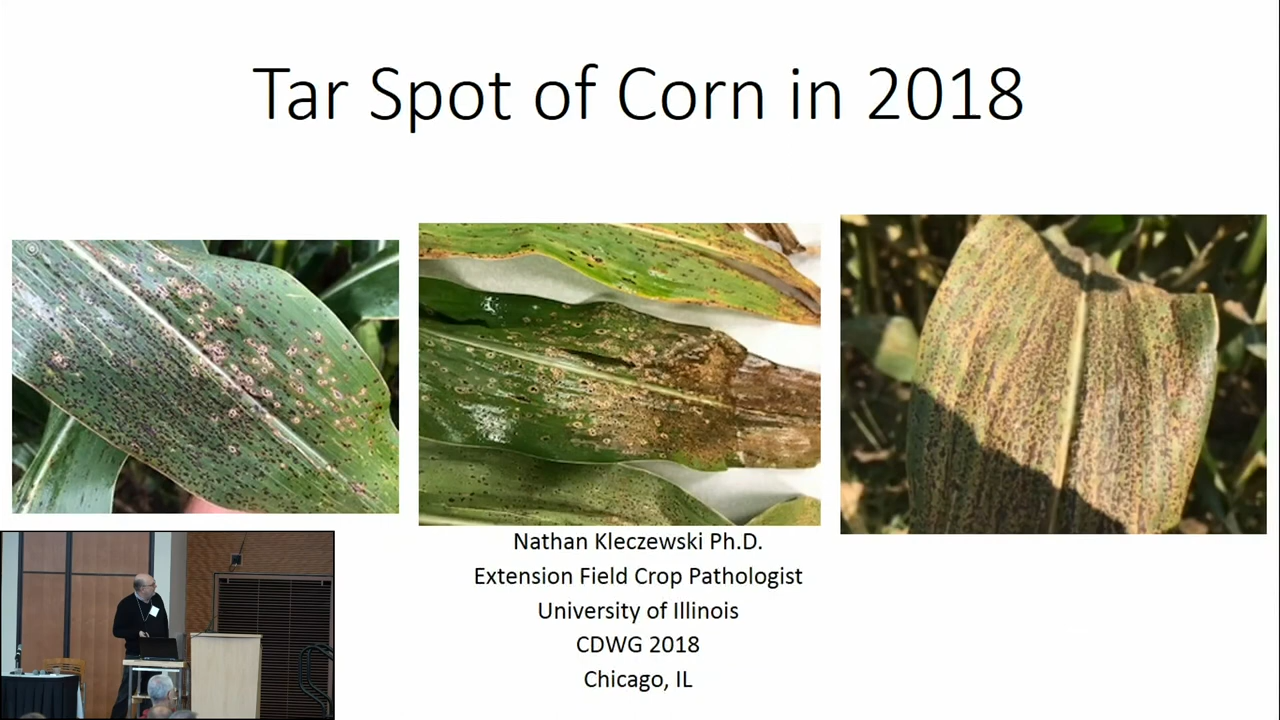 Tar Spot of Corn in 2018
Nathan Kleczewski Ph.D.
Extension Field Crop Pathologist
University of Illinois
CDWG 2018
Chicago, IL